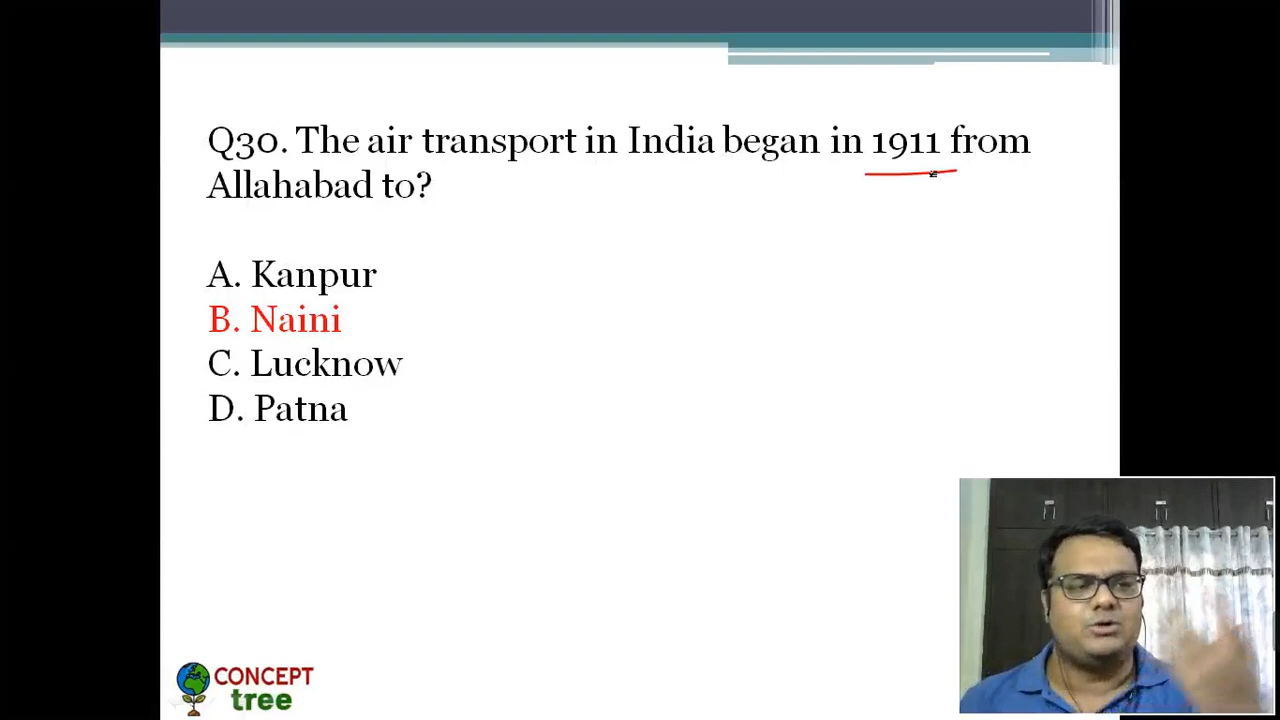 Q30. The air transport in India began in 1911 from
Allahabad to?
A. Kanpur
B. Naini
C. Lucknow
D. Patna
CONCEPT
tree